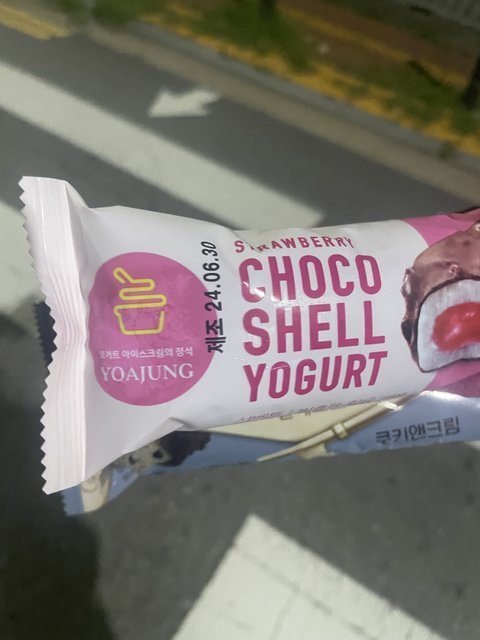 STRAWBERRY
CHOCO
SHELL
YOGURT
제조 24.06.30
요거트 아이스크림의 정석
YOAJUNG
쿠키앤크림